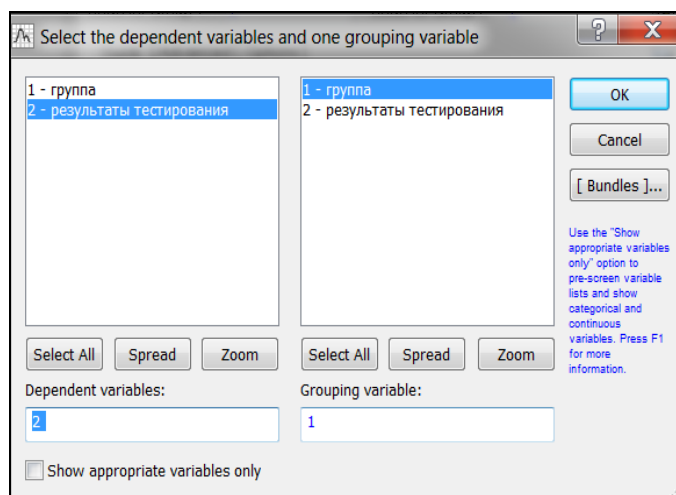 Select the dependent variables and one grouping variable
?
X
1 - группа
2 - результаты тестирования
1 - группа
2 - результаты тестирования
OK
Cancel
[ Bundles ]...
Use the "Show
appropriate variables
only" option to
pre-screen variable
lists and show
categorical and
continuous
variables. Press F1
for more
information.
Select All
Spread
Zoom
Select All
Spread
Zoom
Dependent variables:
Grouping variable:
2
1
Show appropriate variables only